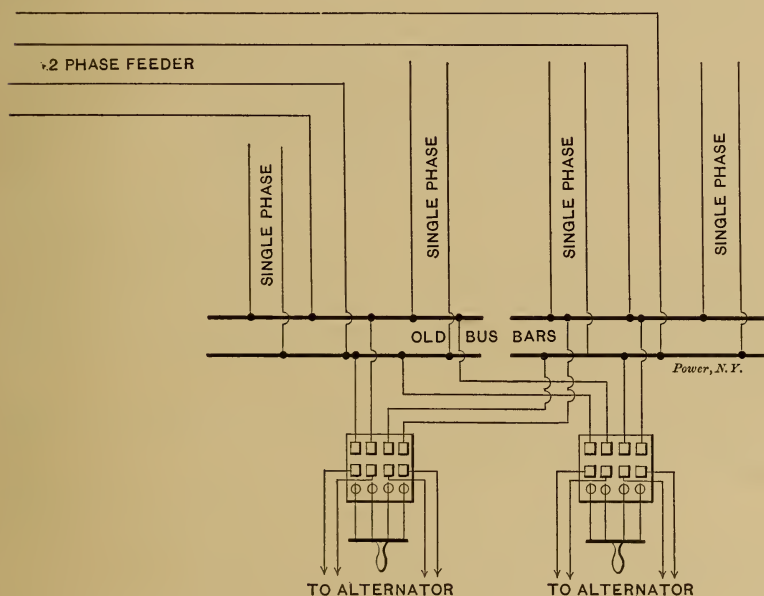 2 PHASE FEEDER
SINGLE PHASE
SINGLE PHASE
SINGLE PHASE
SINGLE PHASE
OLD BUS BARS
Power, N.Y.
TO ALTERNATOR
TO ALTERNATOR